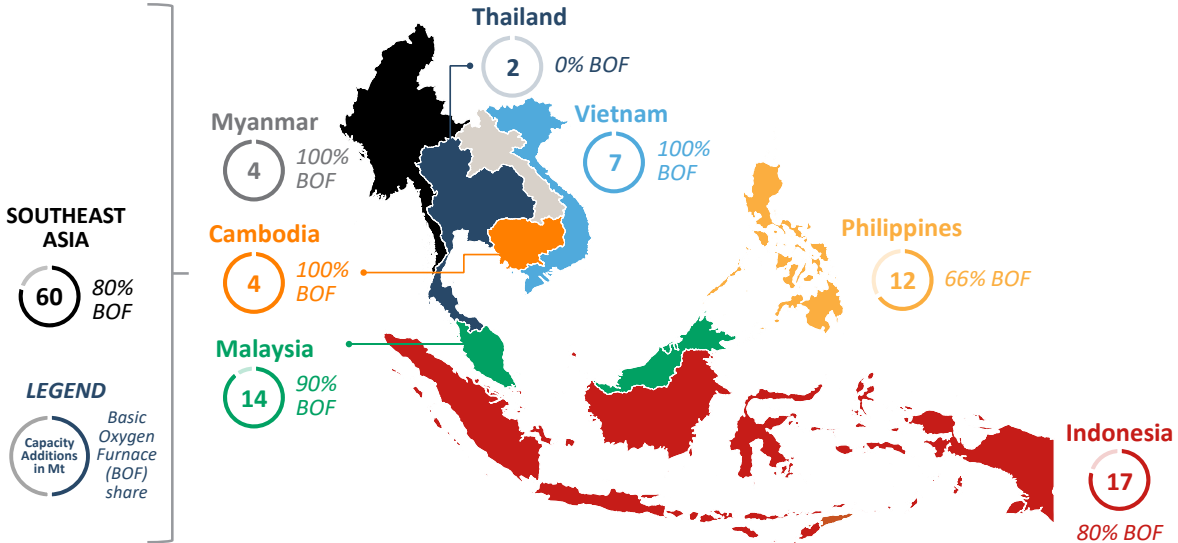 Thailand
2
0% BOF
Myanmar
4
100%
BOF
Vietnam
7
100%
BOF
SOUTHEAST
ASIA
60
80%
BOF
Cambodia
4
100%
BOF
Philippines
12
66% BOF
Malaysia
14
90%
BOF
LEGEND
Capacity
Additions
in Mt
Basic
Oxygen
Furnace
(BOF)
share
Indonesia
17
80% BOF